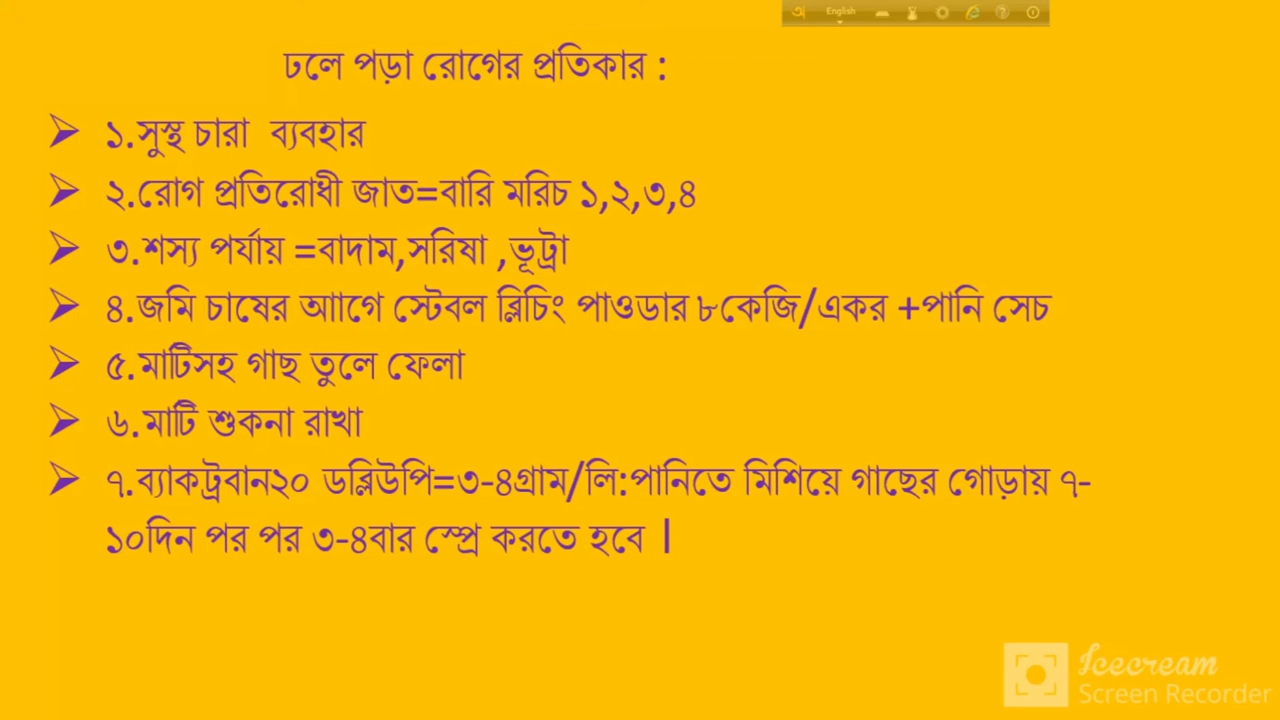 অ English
ঢলে পড়া রোগের প্রতিকার :
১.সুস্থ চারা ব্যবহার
২.রোগ প্রতিরোধী জাত=বারি মরিচ ১,২,৩,৪
৩.শস্য পর্যায় =বাদাম,সরিষা ,ভূট্রা
৪.জমি চাষের আাগে স্টেবল ব্লিচিং পাওডার ৮কেজি/একর +পানি সেচ
৫.মাটিসহ গাছ তুলে ফেলা
৬.মাটি শুকনা রাখা
৭.ব্যাকট্রবান২০ ডব্লিউপি=৩-৪গ্রাম/লি:পানিতে মিশিয়ে গাছের গোড়ায় ৭-
১০দিন পর পর ৩-৪বার স্প্রে করতে হবে ।
Icecream
Screen Recorder